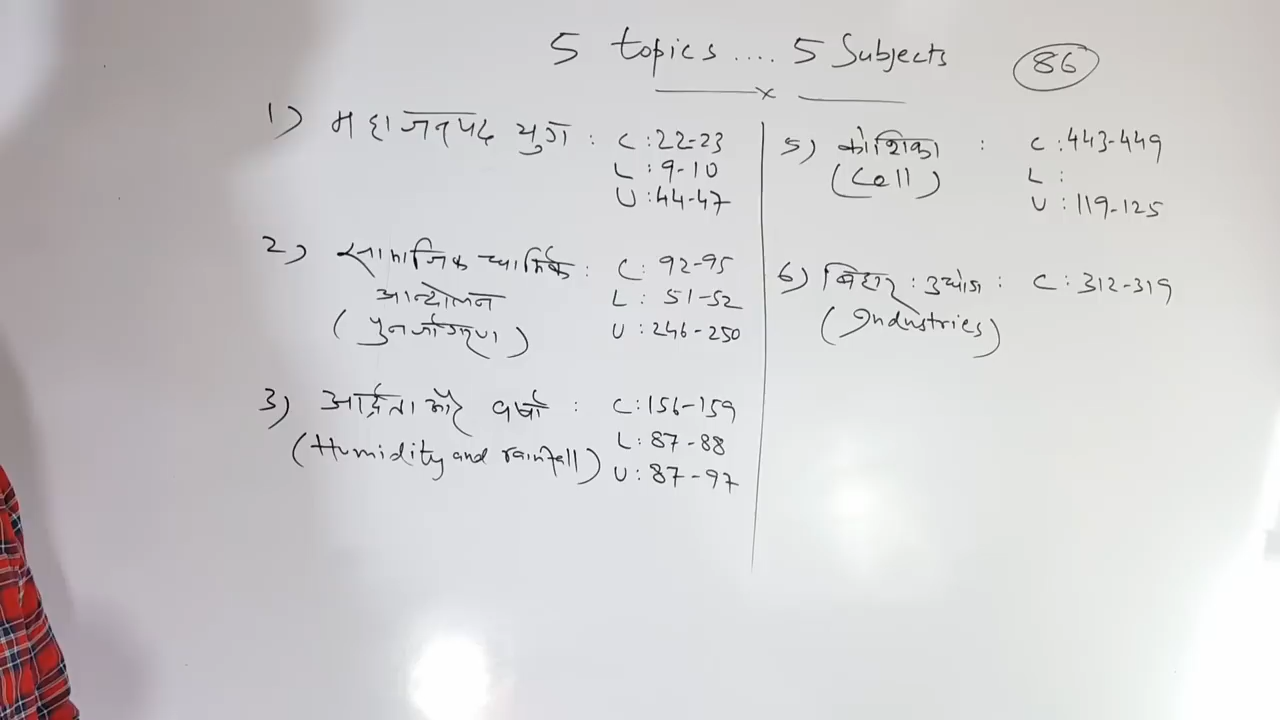 5 Topics .... 5 Subjects 86
1) महाजनपद युग : C : 22-23
L : 9-10
U : 44-47
2) सामाजिक धार्मिक : C : 92-95
आन्दोलन L : 51-52
(पुनर्जागरण) U : 246-250
3) आर्द्रता और वर्षा : C : 156-159
(Humidity and rainfall) L : 87-88
U : 87-97
5) कोशिका : C : 443-449
(Cell) L :
U : 119-125
6) बिहार : उद्योग : C : 312-319
(Industries)